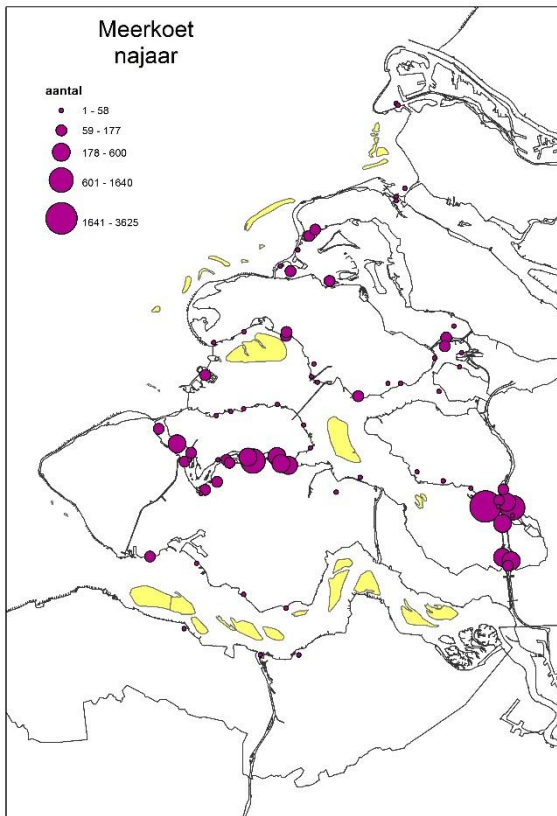 Meerkoet
najaar
aantal
1 - 58
59 - 177
178 - 600
601 - 1640
1641 - 3625